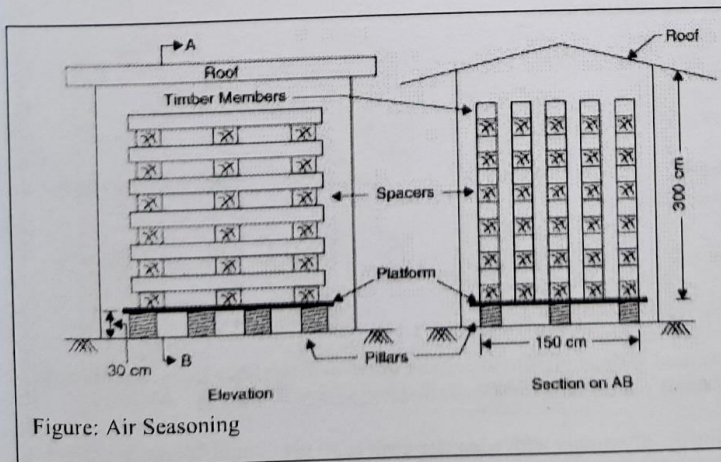 A
Roof
Roof
Timber Members
Spacers
300 cm
Platform
30 cm
B
Pillars
150 cm
Elevation
Section on AB
Figure: Air Seasoning